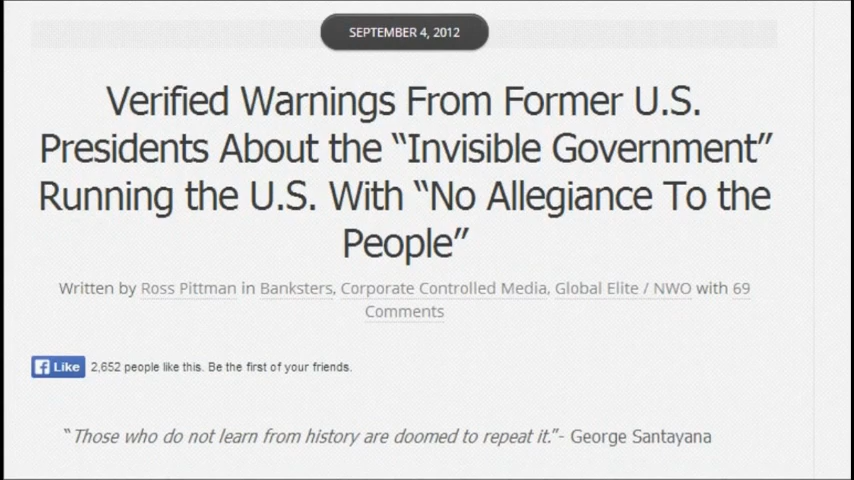 SEPTEMBER 4, 2012
Verified Warnings From Former U.S.
Presidents About the “Invisible Government”
Running the U.S. With “No Allegiance To the
People”
Written by Ross Pittman in Banksters, Corporate Controlled Media, Global Elite / NWO with 69
Comments
Like 2,652 people like this. Be the first of your friends.
“Those who do not learn from history are doomed to repeat it.”- George Santayana